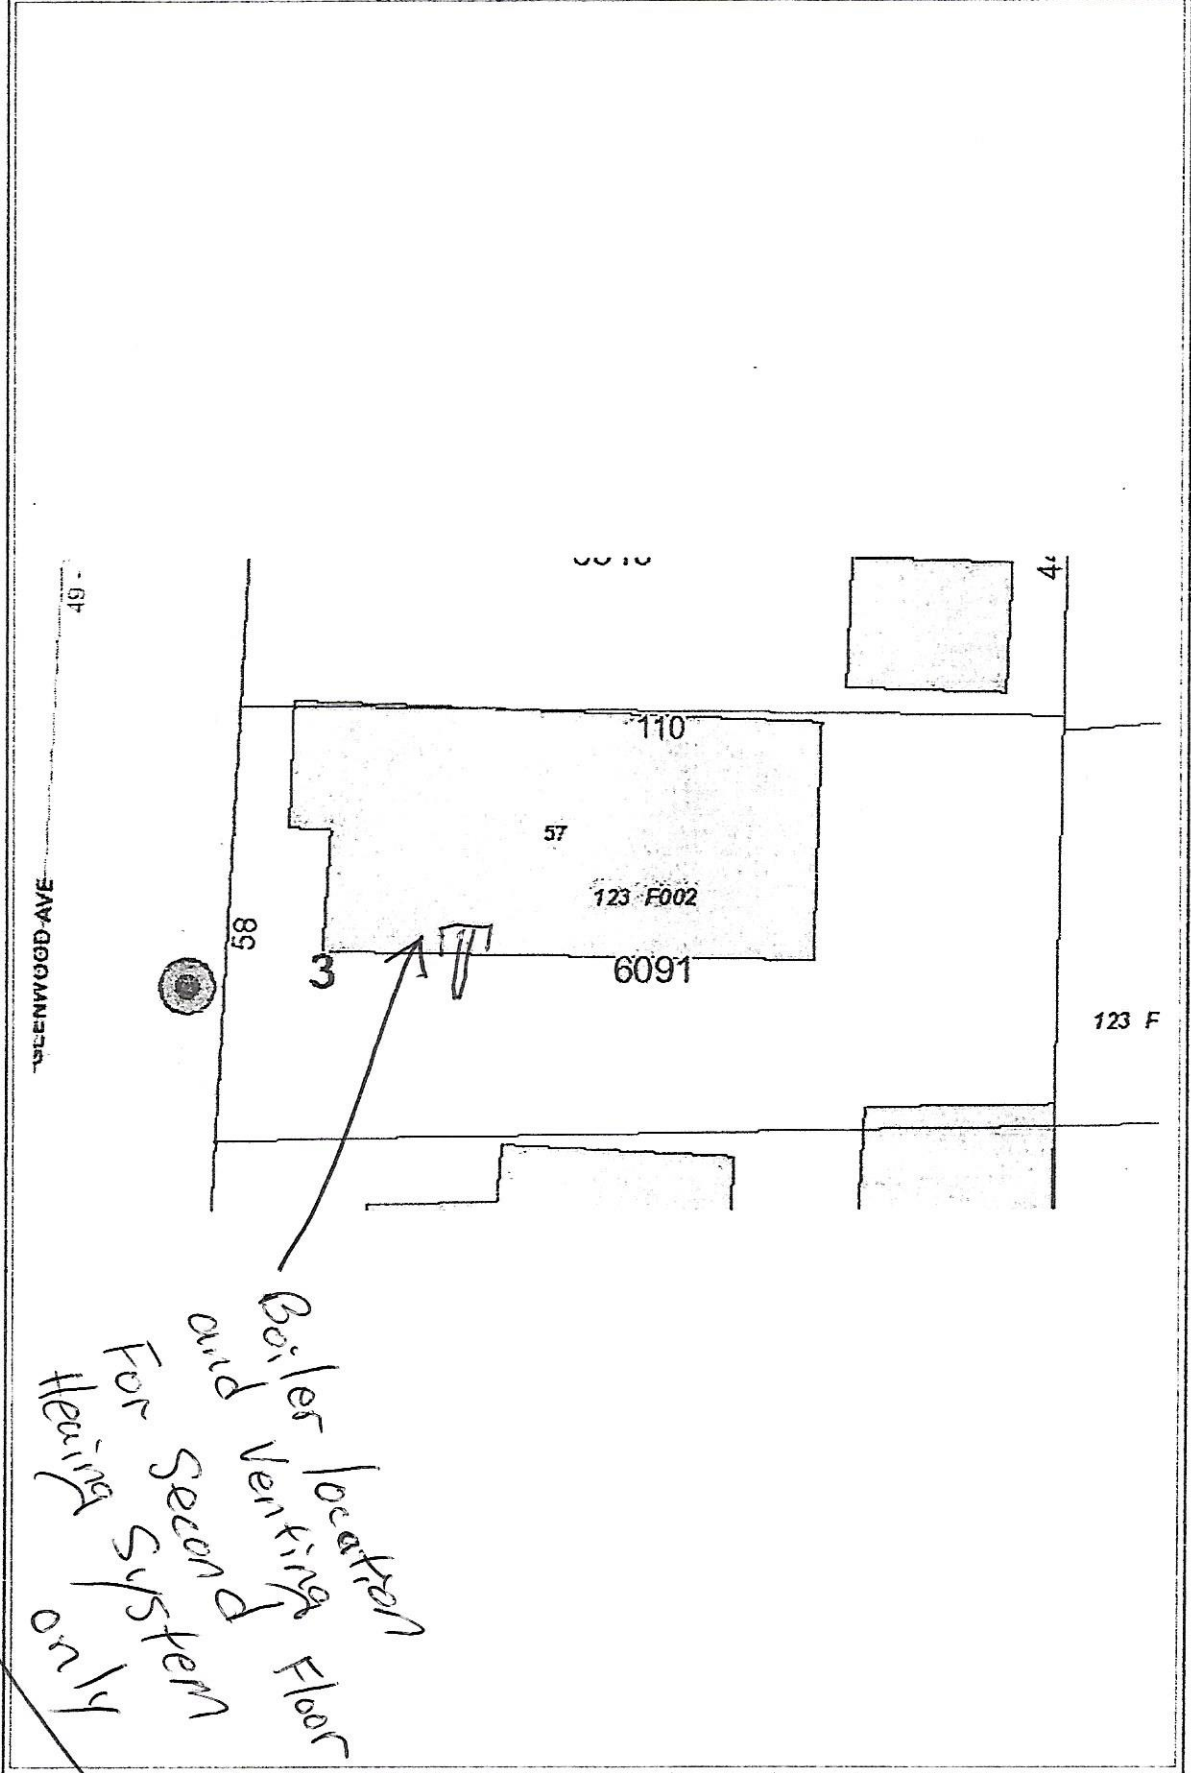 49 -
44
110
57
123 F002
GLENWOOD AVE
58
3
6091
123 F
Boiler location
and Venting Floor
For Second
Heaing System
only